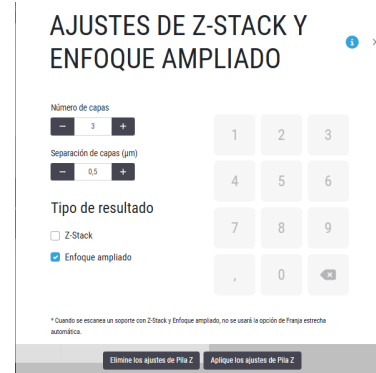 AJUSTES DE Z-STACK Y
ENFOQUE AMPLIADO
Número de capas
3
Separación de capas (µm)
0,5
Tipo de resultado
Z-Stack
Enfoque ampliado
1 2 3
4 5 6
7 8 9
, 0
* Cuando se escanea un soporte con Z-Stack y Enfoque ampliado, no se usará la opción de Franja estrecha
automática.
Elimine los ajustes de Pila Z Aplique los ajustes de Pila Z